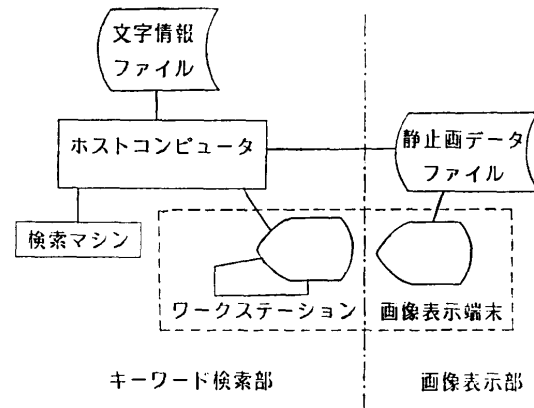 文字情報
ファイル
ホストコンピュータ
静止画データ
ファイル
検索マシン
ワークステーション
画像表示端末
キーワード検索部
画像表示部